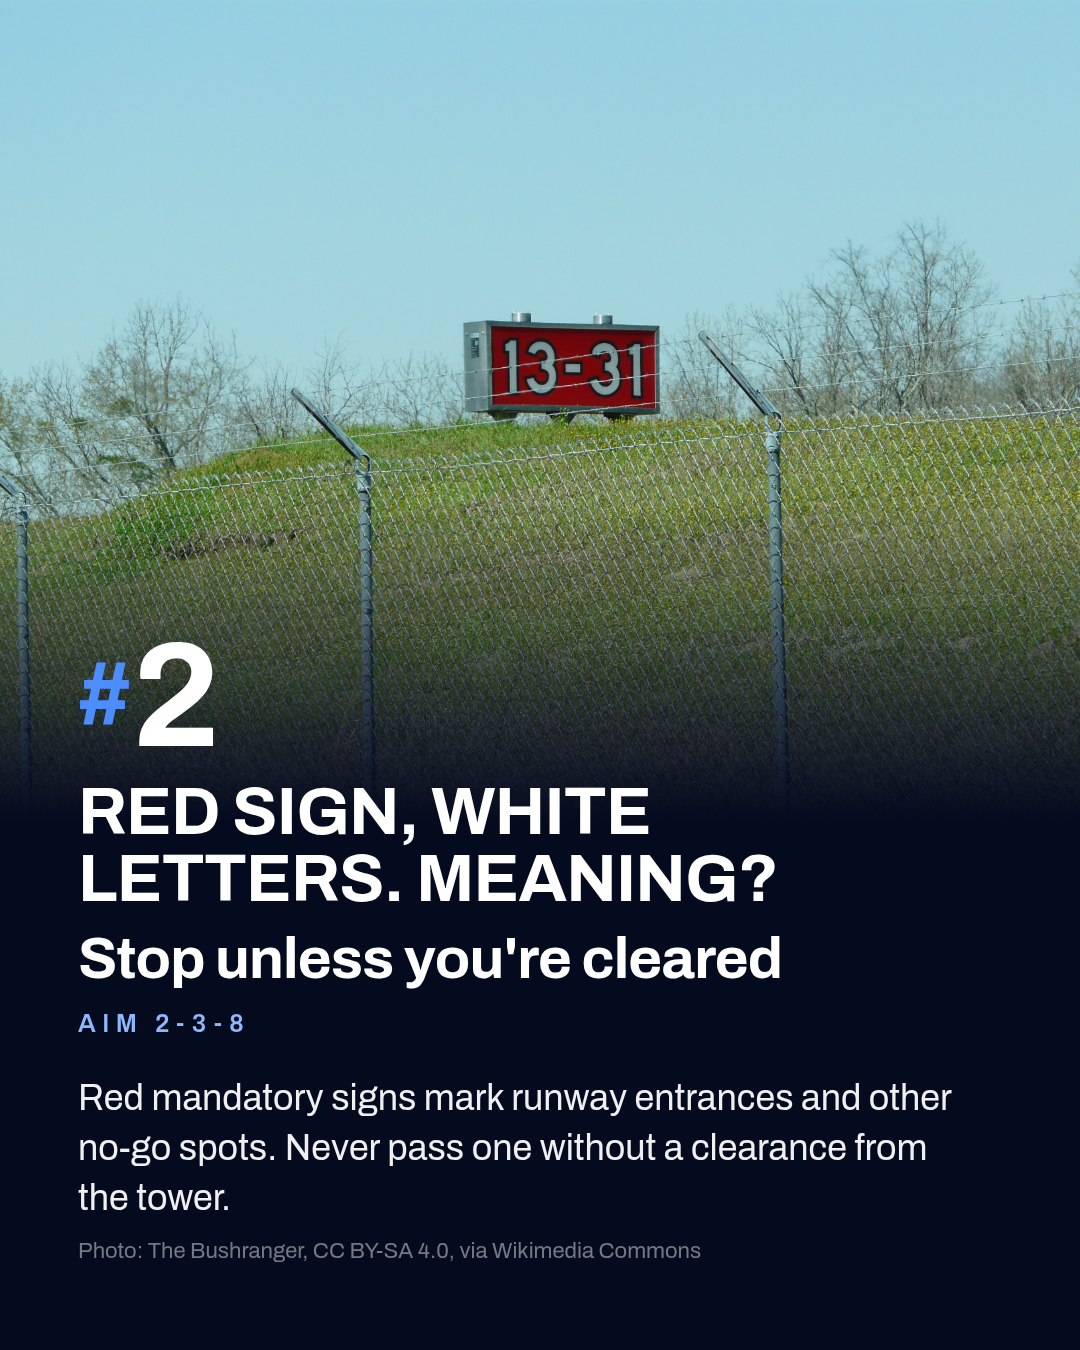 13-31
#2
RED SIGN, WHITE
LETTERS. MEANING?
Stop unless you're cleared
AIM 2-3-8
Red mandatory signs mark runway entrances and other
no-go spots. Never pass one without a clearance from
the tower.
Photo: The Bushranger, CC BY-SA 4.0, via Wikimedia Commons